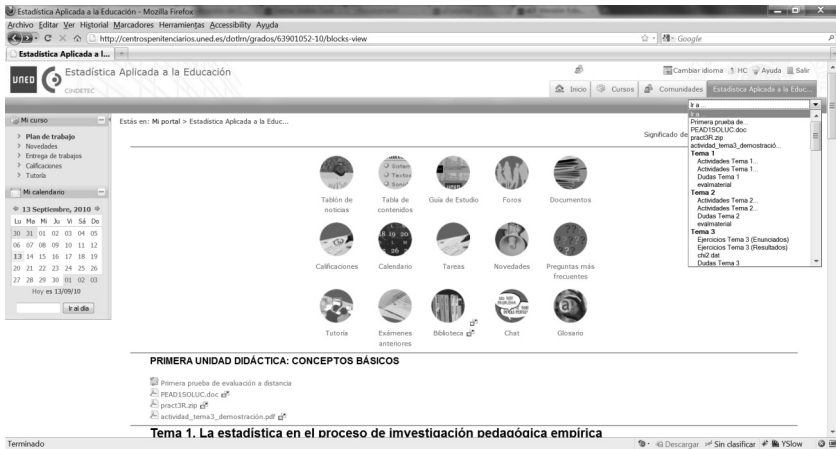 Estadística Aplicada a la Educación - Mozilla Firefox
Archivo Editar Ver Historial Marcadores Herramientas Accessibility Ayuda
http://centrospenitenciarios.uned.es/dotlrn/grados/63901052-10/blocks-view
Google
Estadística Aplicada a l...
UNED
Estadística Aplicada a la Educación
CINDETEC
Cambiar idioma HC Ayuda Salir
Inicio Cursos Comunidades Estadística Aplicada a la Educ...
Ir a ...
Mi curso
Plan de trabajo
Novedades
Entrega de trabajos
Calificaciones
Tutoría
Mi calendario
13 Septiembre, 2010
Lu Ma Mi Ju Vi Sá Do
30 31 01 02 03 04 05
06 07 08 09 10 11 12
13 14 15 16 17 18 19
20 21 22 23 24 25 26
27 28 29 30 01 02 03
Hoy es 13/09/10
Ir al día
Estás en: Mi portal > Estadística Aplicada a la Educ...
Significado de
Ir a ...
Primera prueba de...
PEAD1SOLUC.doc
pract3R.zip
actividad_tema3_demostració...
Tema 1
Actividades Tema 1...
Actividades Tema 1...
Dudas Tema 1
evalmaterial
Tema 2
Actividades Tema 2...
Actividades Tema 2...
Dudas Tema 2
evalmaterial
Tema 3
Ejercicios Tema 3 (Enunciados)
Ejercicios Tema 3 (Resultados)
chi2.dat
Dudas Tema 3
Tablón de noticias
Tabla de contenidos
Guía de Estudio
Foros
Documentos
Calificaciones
Calendario
Tareas
Novedades
Preguntas más frecuentes
Tutoría
Exámenes anteriores
Biblioteca
Chat
Glosario
PRIMERA UNIDAD DIDÁCTICA: CONCEPTOS BÁSICOS
Primera prueba de evaluación a distancia
PEAD1SOLUC.doc
pract3R.zip
actividad_tema3_demostración.pdf
Tema 1. La estadística en el proceso de imvestigación pedagógica empírica
Terminado
Descargar Sin clasificar YSlow